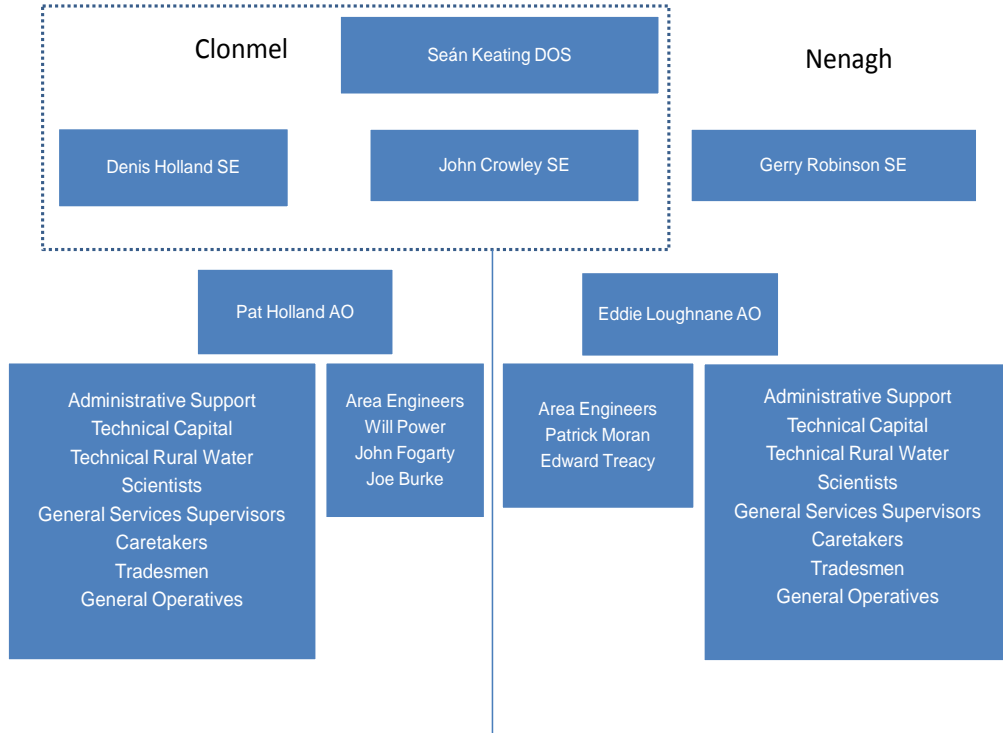 Clonmel
Seán Keating DOS
Nenagh
Denis Holland SE
John Crowley SE
Gerry Robinson SE
Pat Holland AO
Eddie Loughnane AO
Administrative Support
Technical Capital
Technical Rural Water
Scientists
General Services Supervisors
Caretakers
Tradesmen
General Operatives
Area Engineers
Will Power
John Fogarty
Joe Burke
Area Engineers
Patrick Moran
Edward Treacy
Administrative Support
Technical Capital
Technical Rural Water
Scientists
General Services Supervisors
Caretakers
Tradesmen
General Operatives